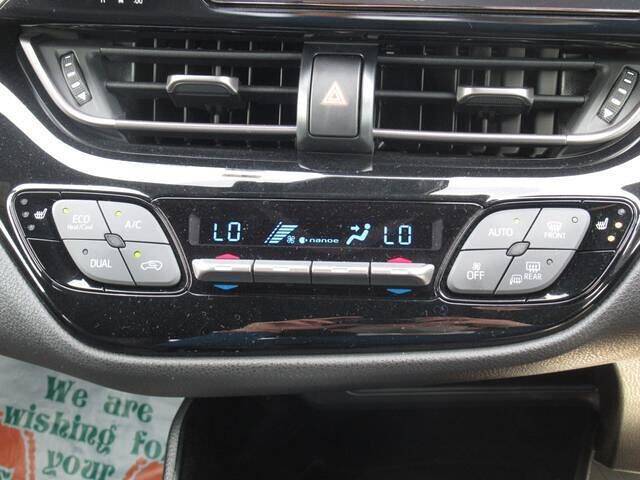 LO nanoe LO
ECO
Heat/Cool
A/C
DUAL
AUTO
FRONT
OFF
REAR
We are
wishing for
your